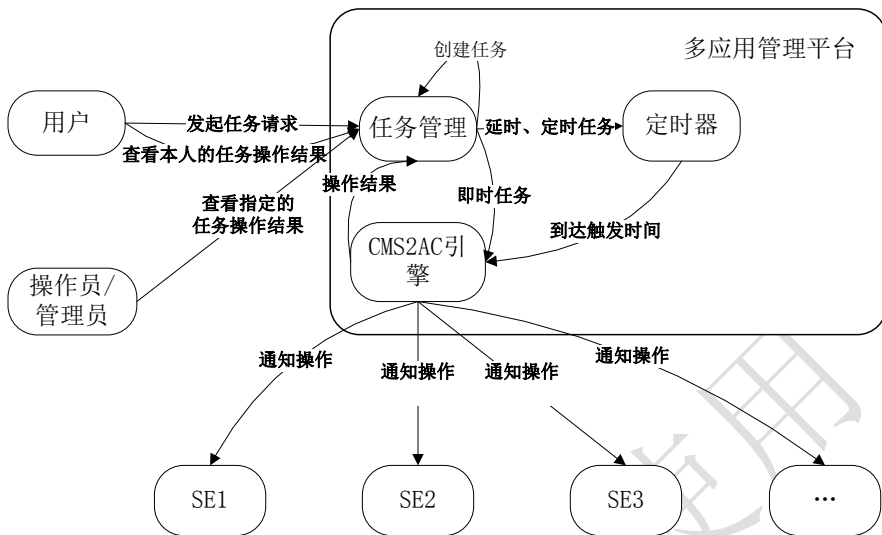 多应用管理平台
创建任务
用户
发起任务请求
任务管理
延时、定时任务
定时器
查看本人的任务操作结果
操作结果
即时任务
查看指定的
任务操作结果
到达触发时间
CMS2AC引
擎
操作员/
管理员
通知操作
通知操作
通知操作
通知操作
SE1
SE2
SE3
…
使用